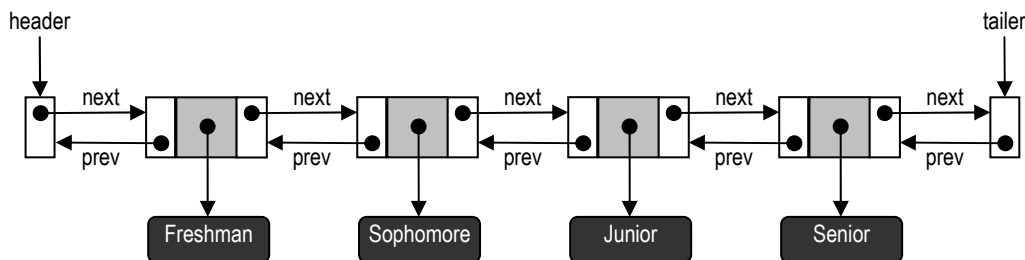 header
tailer
next
next
next
next
next
prev
prev
prev
prev
prev
Freshman
Sophomore
Junior
Senior